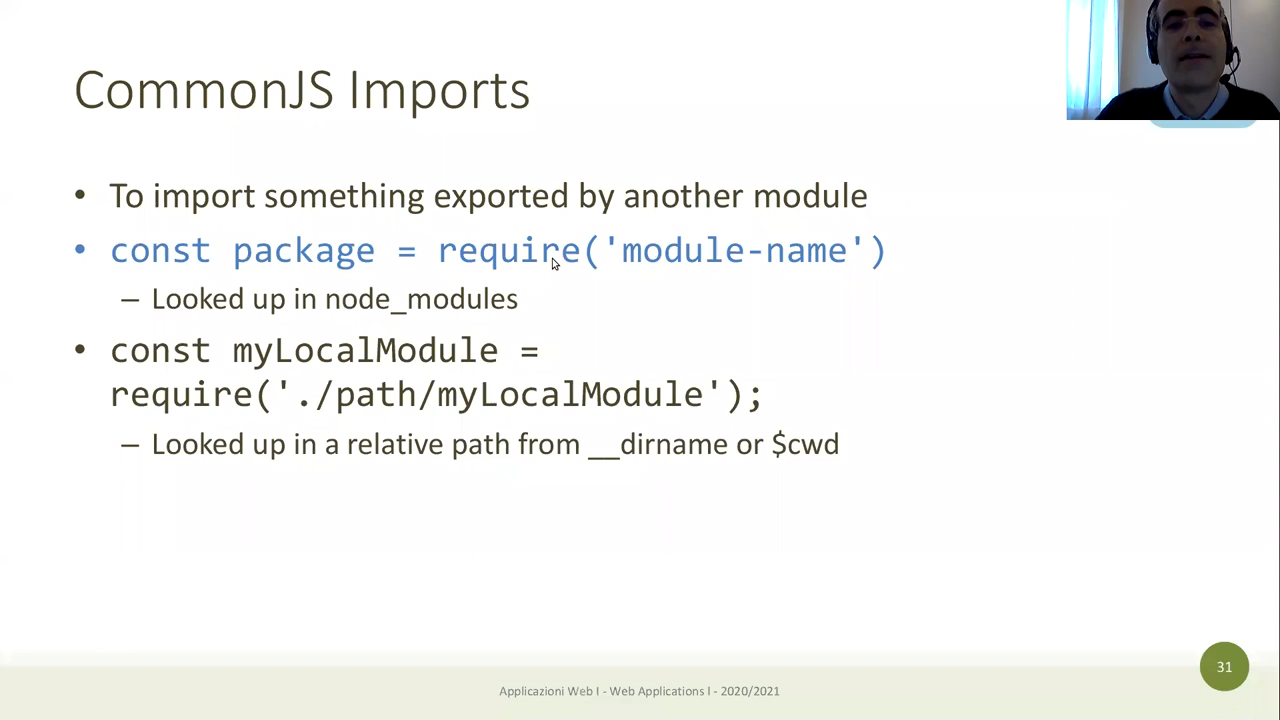 CommonJS Imports
• To import something exported by another module
• const package = require('module-name')
– Looked up in node_modules
• const myLocalModule =
require('./path/myLocalModule');
– Looked up in a relative path from __dirname or $cwd
31
Applicazioni Web I - Web Applications I - 2020/2021